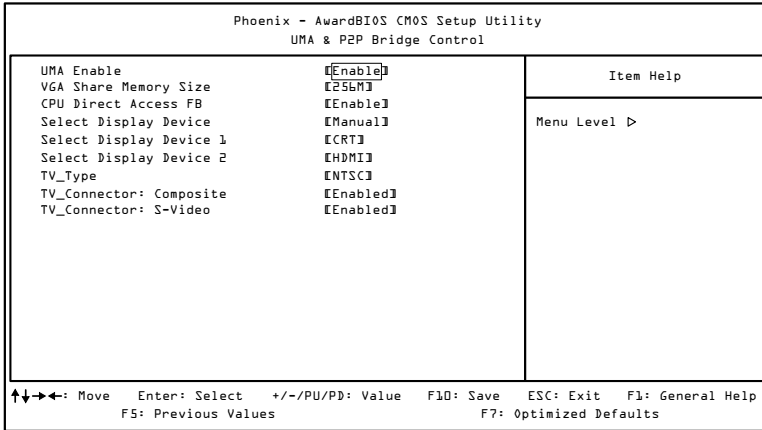 Phoenix - AwardBIOS CMOS Setup Utility
UMA & P2P Bridge Control
UMA Enable [Enable]
VGA Share Memory Size [256M]
CPU Direct Access FB [Enable]
Select Display Device [Manual]
Select Display Device 1 [CRT]
Select Display Device 2 [HDMI]
TV_Type [NTSC]
TV_Connector: Composite [Enabled]
TV_Connector: S-Video [Enabled]
Item Help
Menu Level ▷
↑↓→←: Move Enter: Select +/-/PU/PD: Value F10: Save ESC: Exit F1: General Help
F5: Previous Values F7: Optimized Defaults